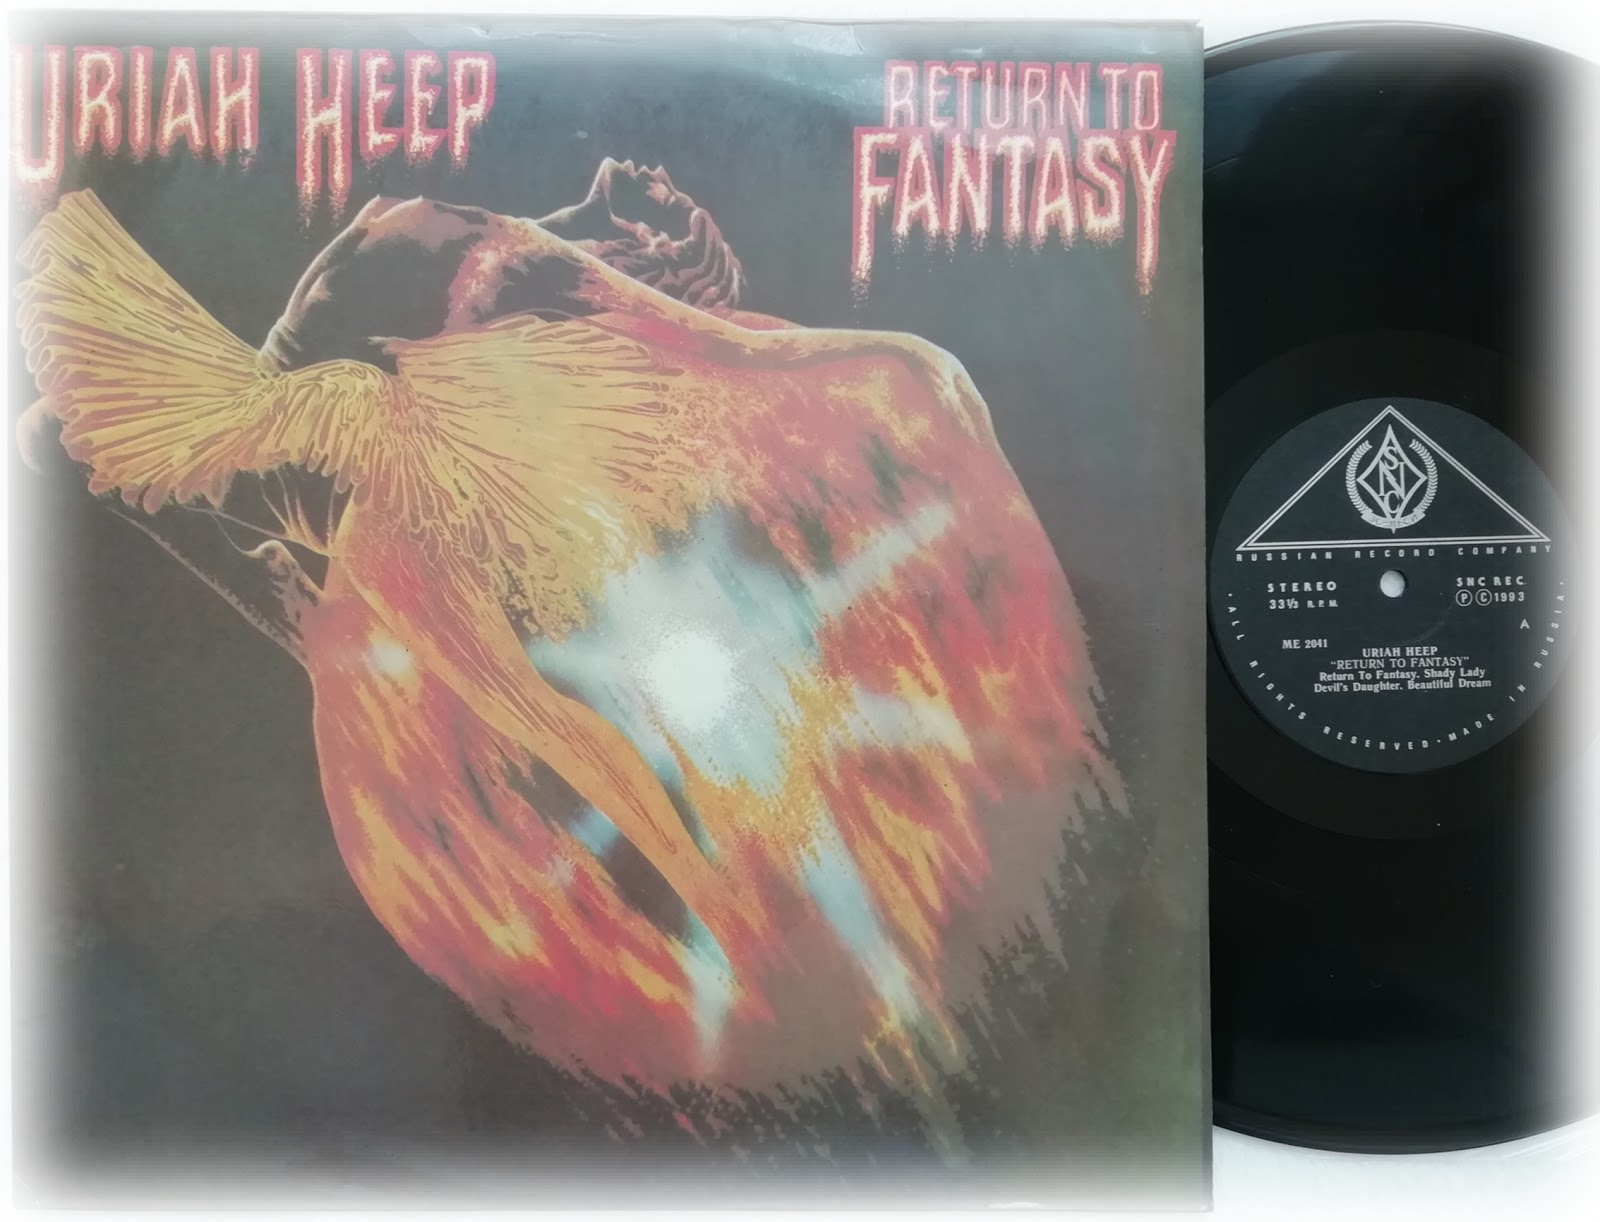 URIAH HEEP
RETURN TO
FANTASY
SNC
RUSSIAN RECORD COMPANY
STEREO
33⅓ R.P.M.
SNC REC.
Ⓟ Ⓒ 1993
A
ME 2041
URIAH HEEP
"RETURN TO FANTASY"
Return To Fantasy. Shady Lady
Devil's Daughter. Beautiful Dream
· ALL RIGHTS RESERVED · MADE IN RUSSIA ·